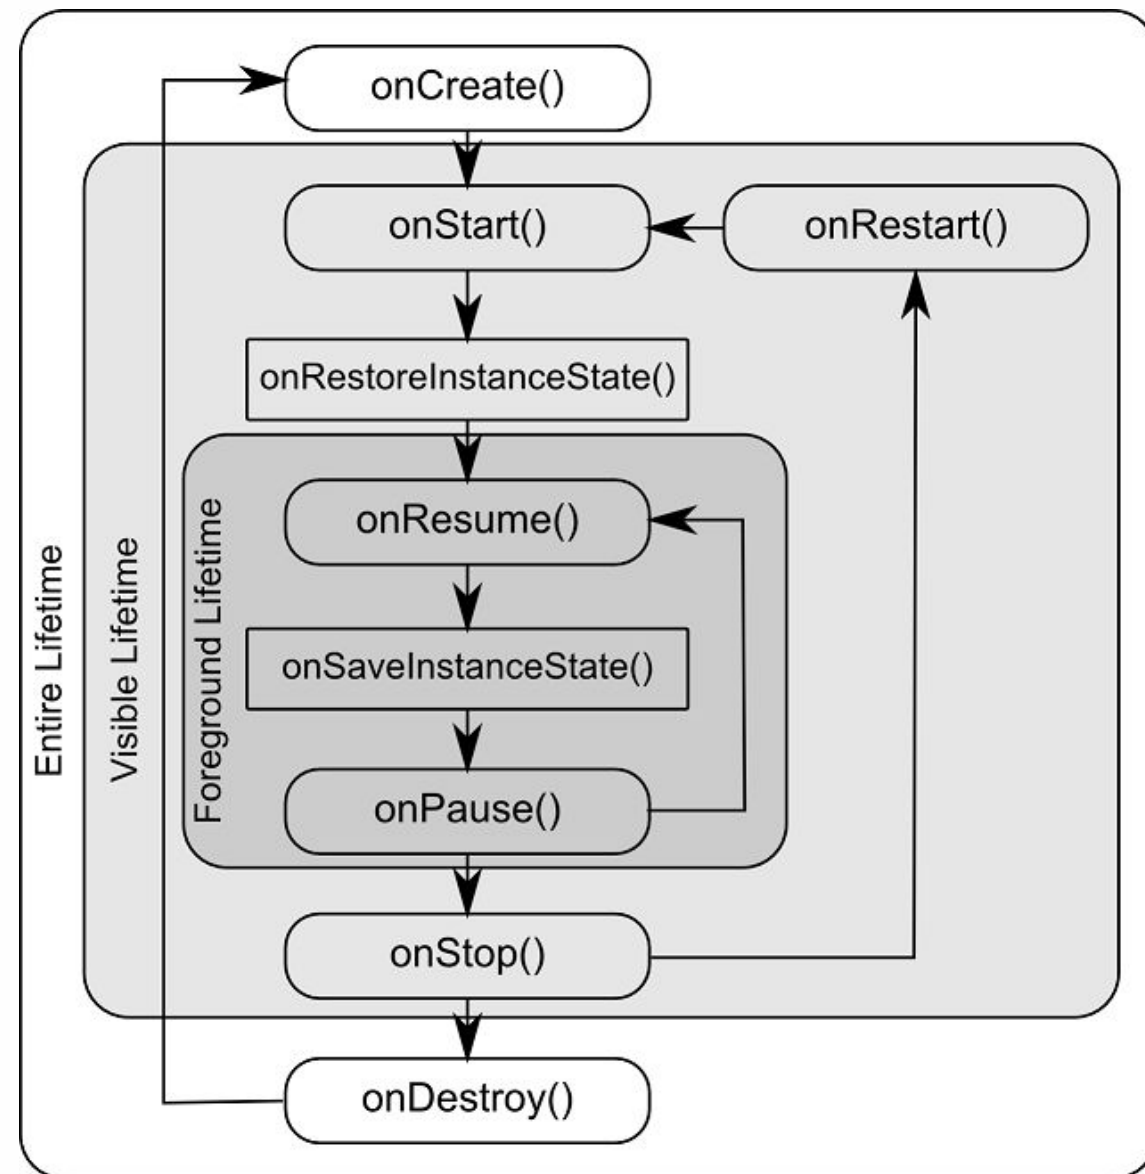 onCreate()
onStart()
onRestart()
onRestoreInstanceState()
onResume()
onSaveInstanceState()
onPause()
onStop()
onDestroy()
Entire Lifetime
Visible Lifetime
Foreground Lifetime